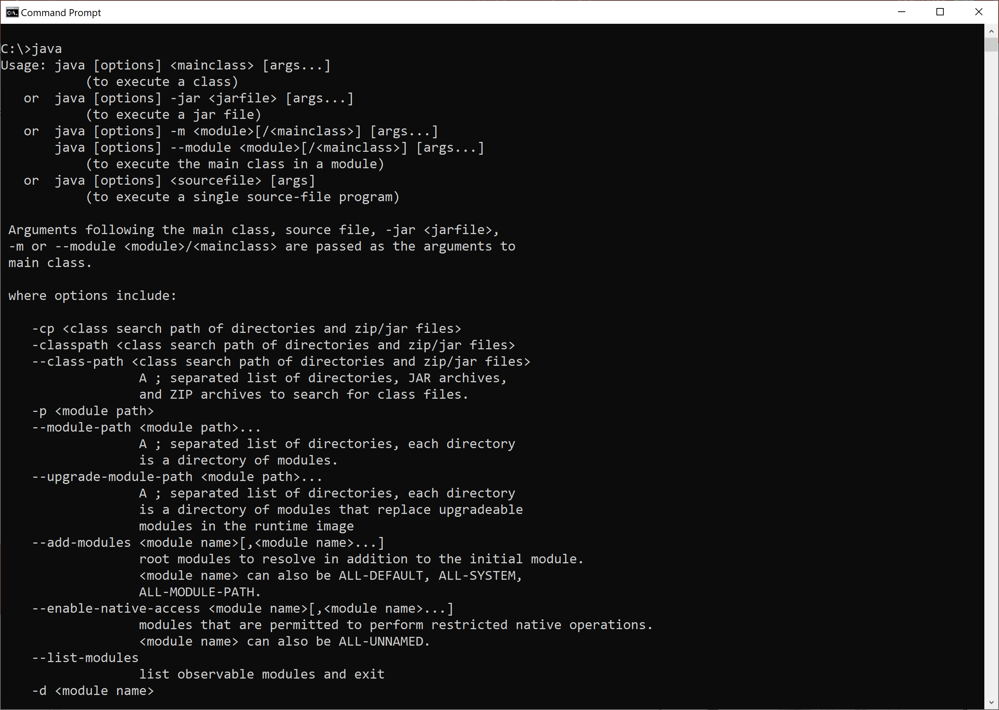 Command Prompt
C:\>java
Usage: java [options] <mainclass> [args...]
           (to execute a class)
   or  java [options] -jar <jarfile> [args...]
           (to execute a jar file)
   or  java [options] -m <module>[/<mainclass>] [args...]
       java [options] --module <module>[/<mainclass>] [args...]
           (to execute the main class in a module)
   or  java [options] <sourcefile> [args]
           (to execute a single source-file program)

 Arguments following the main class, source file, -jar <jarfile>,
 -m or --module <module>/<mainclass> are passed as the arguments to
 main class.

 where options include:

    -cp <class search path of directories and zip/jar files>
    -classpath <class search path of directories and zip/jar files>
    --class-path <class search path of directories and zip/jar files>
                  A ; separated list of directories, JAR archives,
                  and ZIP archives to search for class files.
    -p <module path>
    --module-path <module path>...
                  A ; separated list of directories, each directory
                  is a directory of modules.
    --upgrade-module-path <module path>...
                  A ; separated list of directories, each directory
                  is a directory of modules that replace upgradeable
                  modules in the runtime image
    --add-modules <module name>[,<module name>...]
                  root modules to resolve in addition to the initial module.
                  <module name> can also be ALL-DEFAULT, ALL-SYSTEM,
                  ALL-MODULE-PATH.
    --enable-native-access <module name>[,<module name>...]
                  modules that are permitted to perform restricted native operations.
                  <module name> can also be ALL-UNNAMED.
    --list-modules
                  list observable modules and exit
    -d <module name>